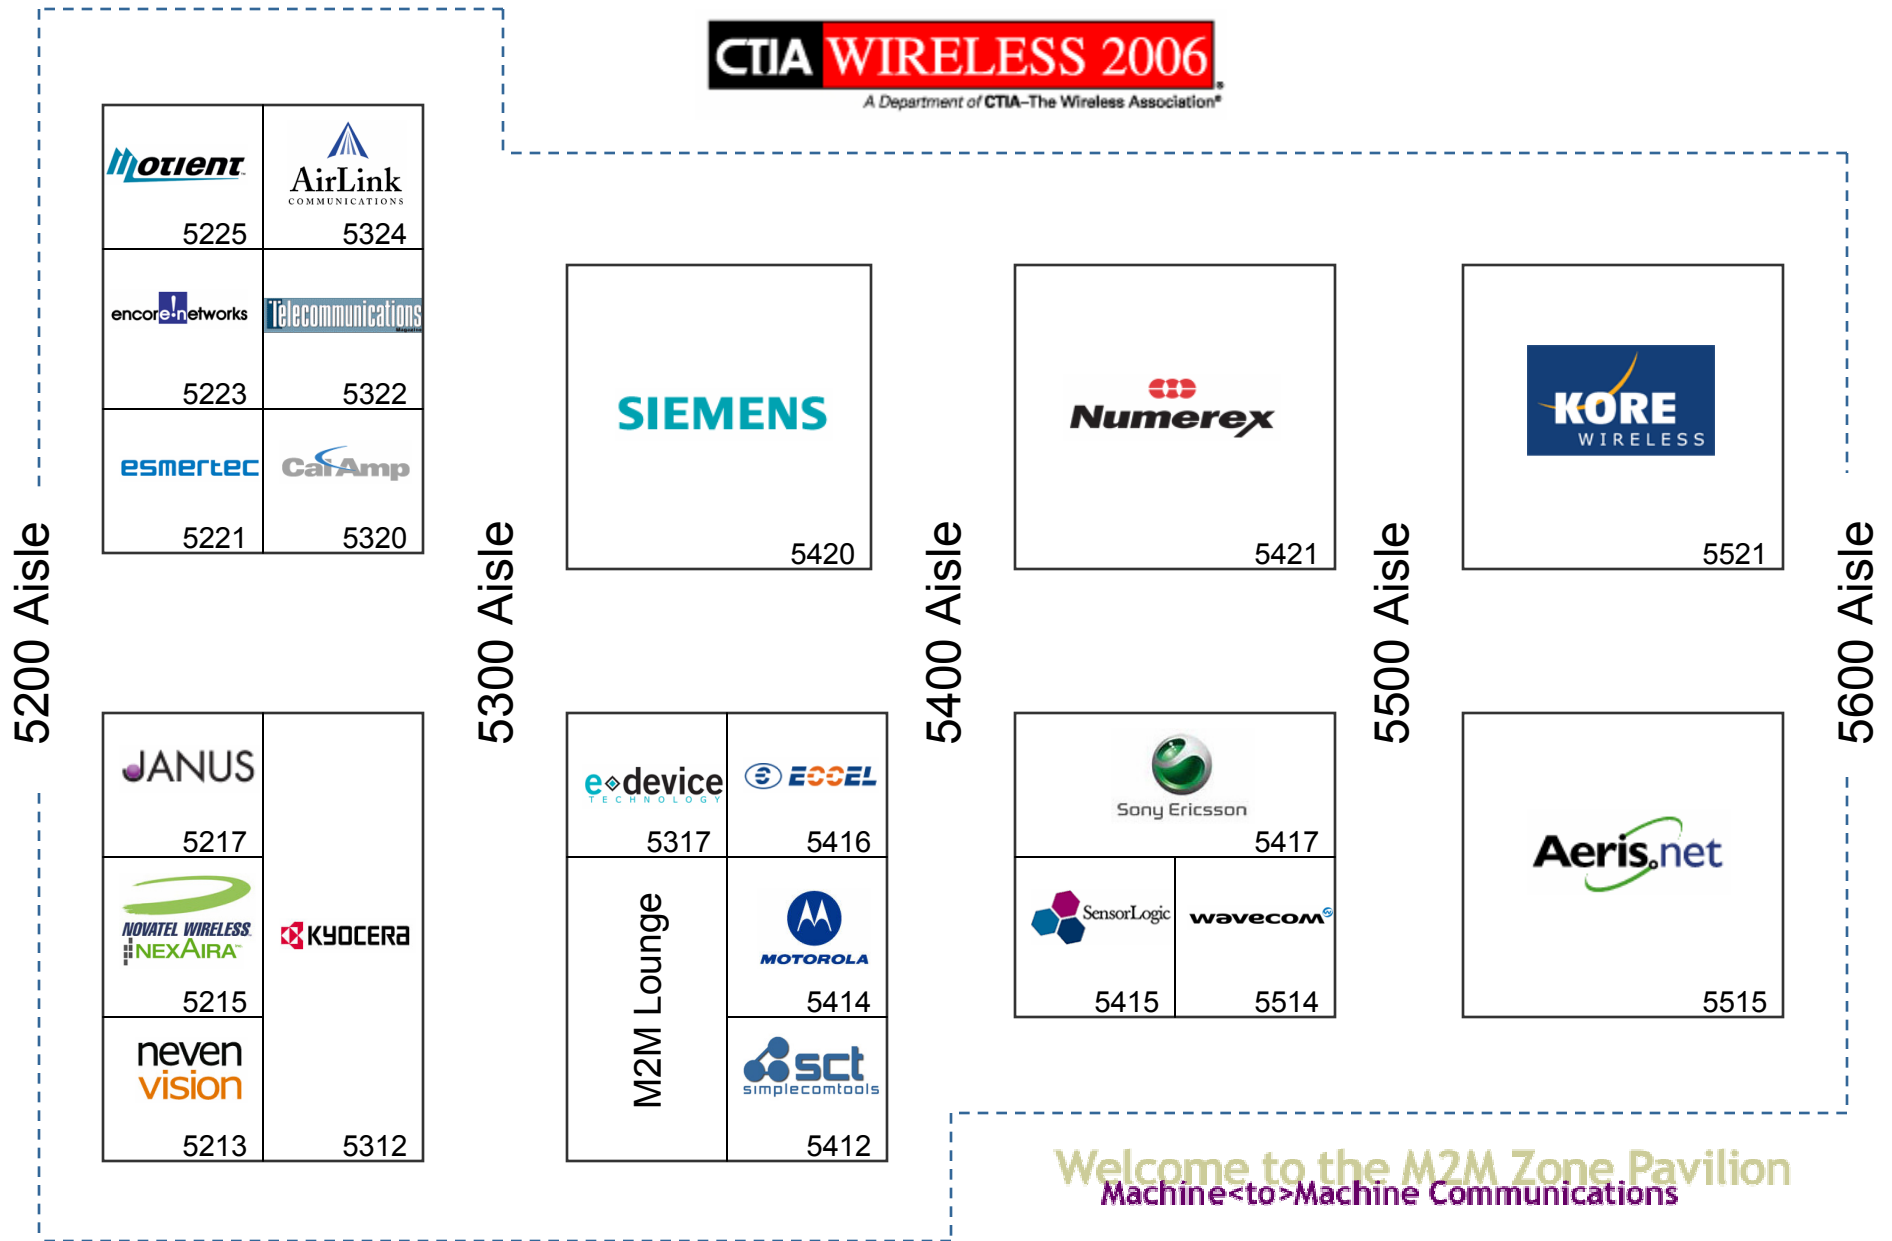 CTIA WIRELESS 2006
A Department of CTIA–The Wireless Association®
Motient™
5225
AirLink
COMMUNICATIONS
5324
encore!networks
5223
Telecommunications
Magazine
5322
esmertec
5221
CalAmp
5320
SIEMENS
5420
Numerex
5421
KORE
WIRELESS
5521
5200 Aisle
5300 Aisle
5400 Aisle
5500 Aisle
5600 Aisle
JANUS
5217
NOVATEL WIRELESS
NEXAIRA™
5215
neven
vision
5213
KYOCERA
5312
e device
TECHNOLOGY
5317
M2M Lounge
ECCEL
5416
MOTOROLA
5414
sct
simplecomtools
5412
Sony Ericsson
5417
SensorLogic
5415
wavecom
5514
Aeris.net
5515
Welcome to the M2M Zone Pavilion
Machine<to>Machine Communications